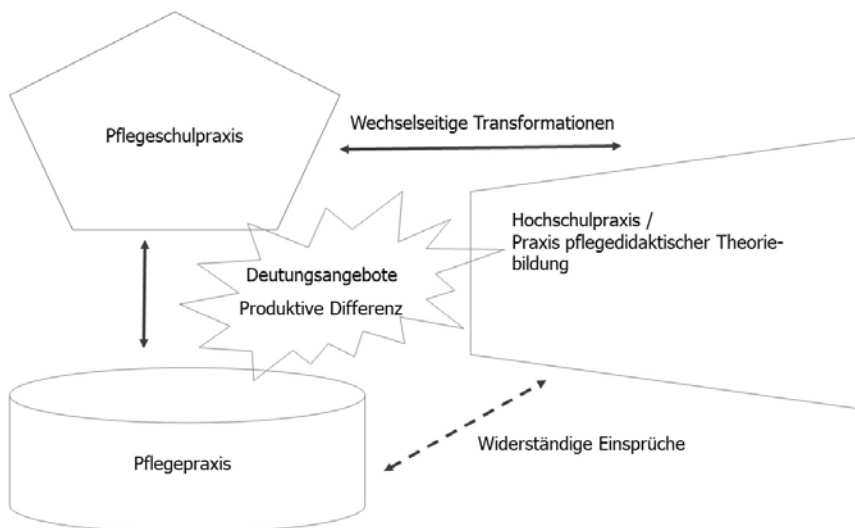 Pflegeschulpraxis
Wechselseitige Transformationen
Hochschulpraxis /
Praxis pflegedidaktischer Theorie-
bildung
Deutungsangebote
Produktive Differenz
Pflegepraxis
Widerständige Einsprüche